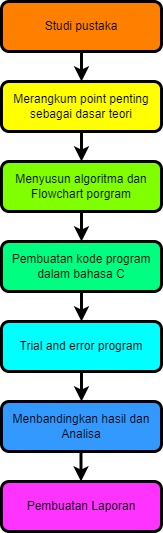 Studi pustaka
Merangkum point penting
sebagai dasar teori
Menyusun algoritma dan
Flowchart porgram
Pembuatan kode program
dalam bahasa C
Trial and error program
Menbandingkan hasil dan
Analisa
Pembuatan Laporan